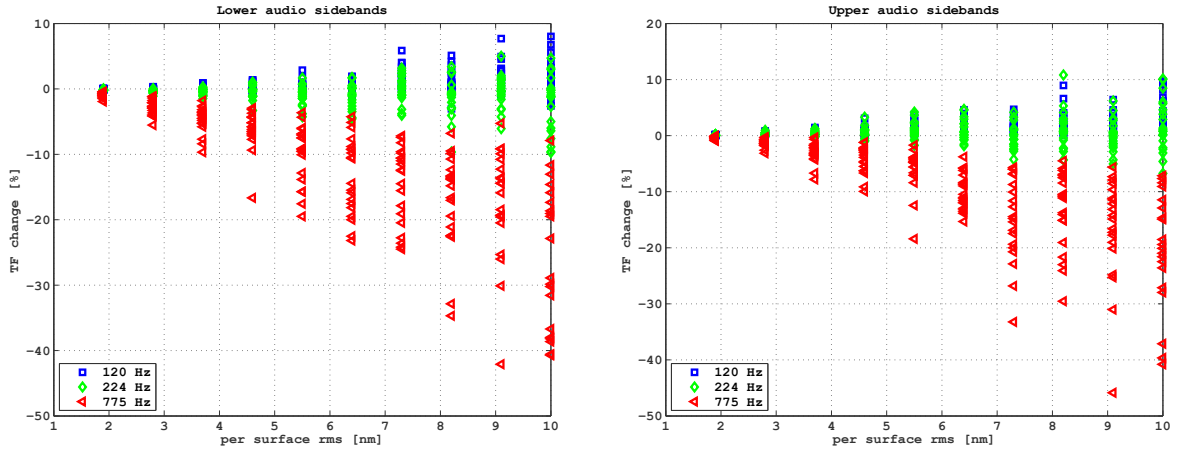 Lower audio sidebands
10
0
−10
−20
−30
−40
−50
TF change [%]
1 2 3 4 5 6 7 8 9 10
per surface rms [nm]
120 Hz
224 Hz
775 Hz
Upper audio sidebands
20
10
0
−10
−20
−30
−40
−50
TF change [%]
1 2 3 4 5 6 7 8 9 10
per surface rms [nm]
120 Hz
224 Hz
775 Hz